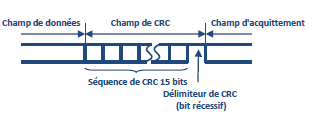 Champ de données Champ de CRC Champ d'acquittement
Séquence de CRC 15 bits
Délimiteur de CRC
(bit récessif)